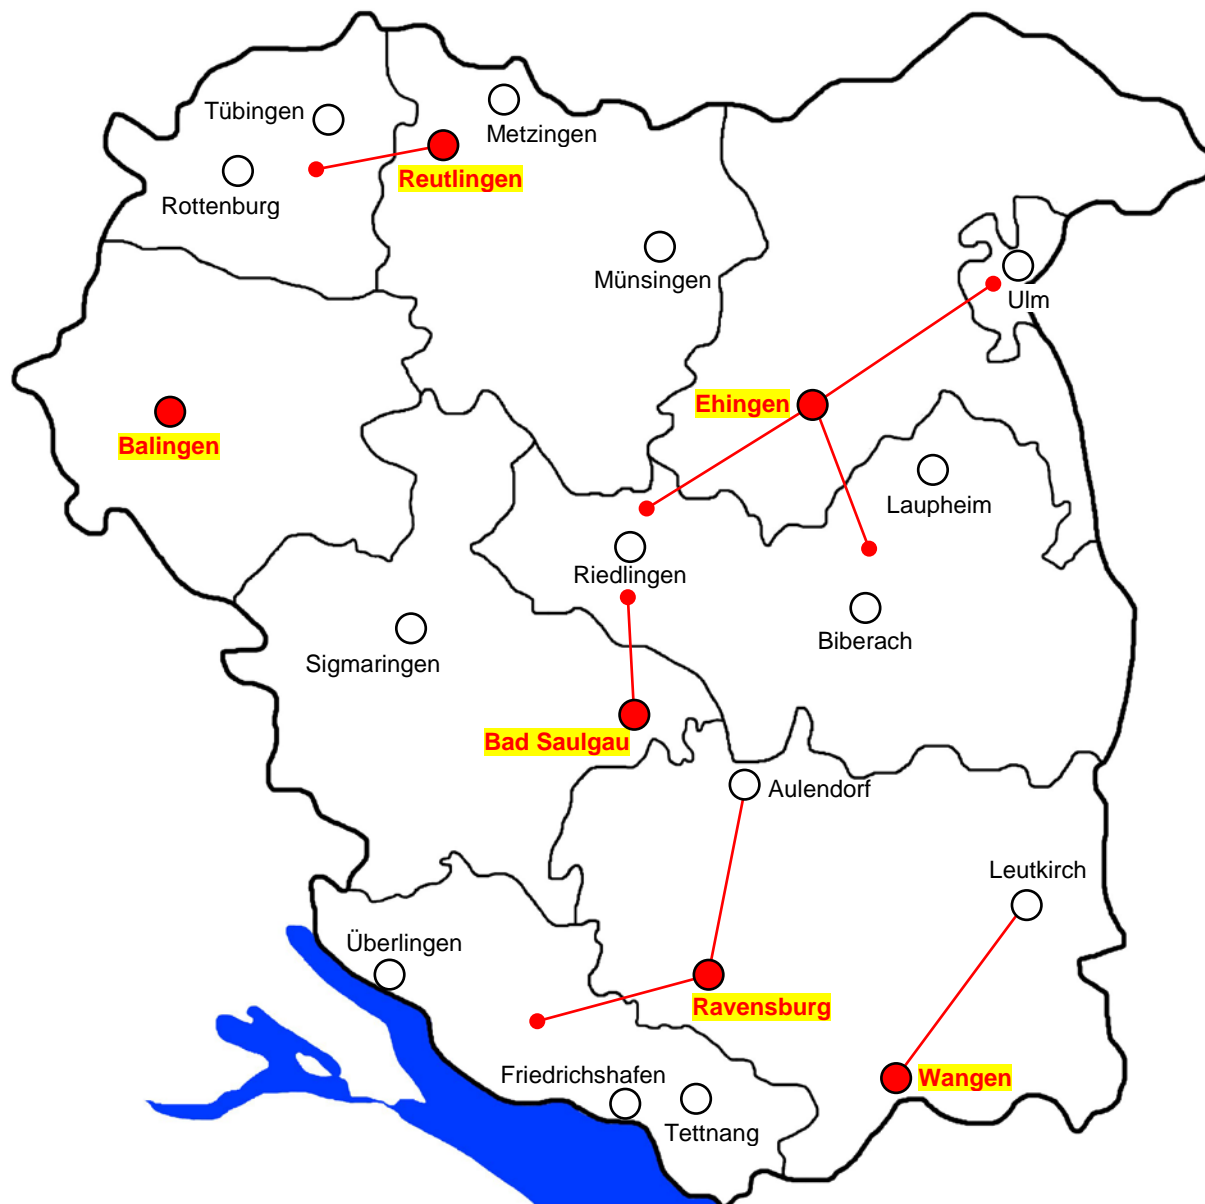 Tübingen
Metzingen
Reutlingen
Rottenburg
Münsingen
Ulm
Ehingen
Balingen
Laupheim
Riedlingen
Biberach
Sigmaringen
Bad Saulgau
Aulendorf
Leutkirch
Überlingen
Ravensburg
Friedrichshafen
Wangen
Tettnang